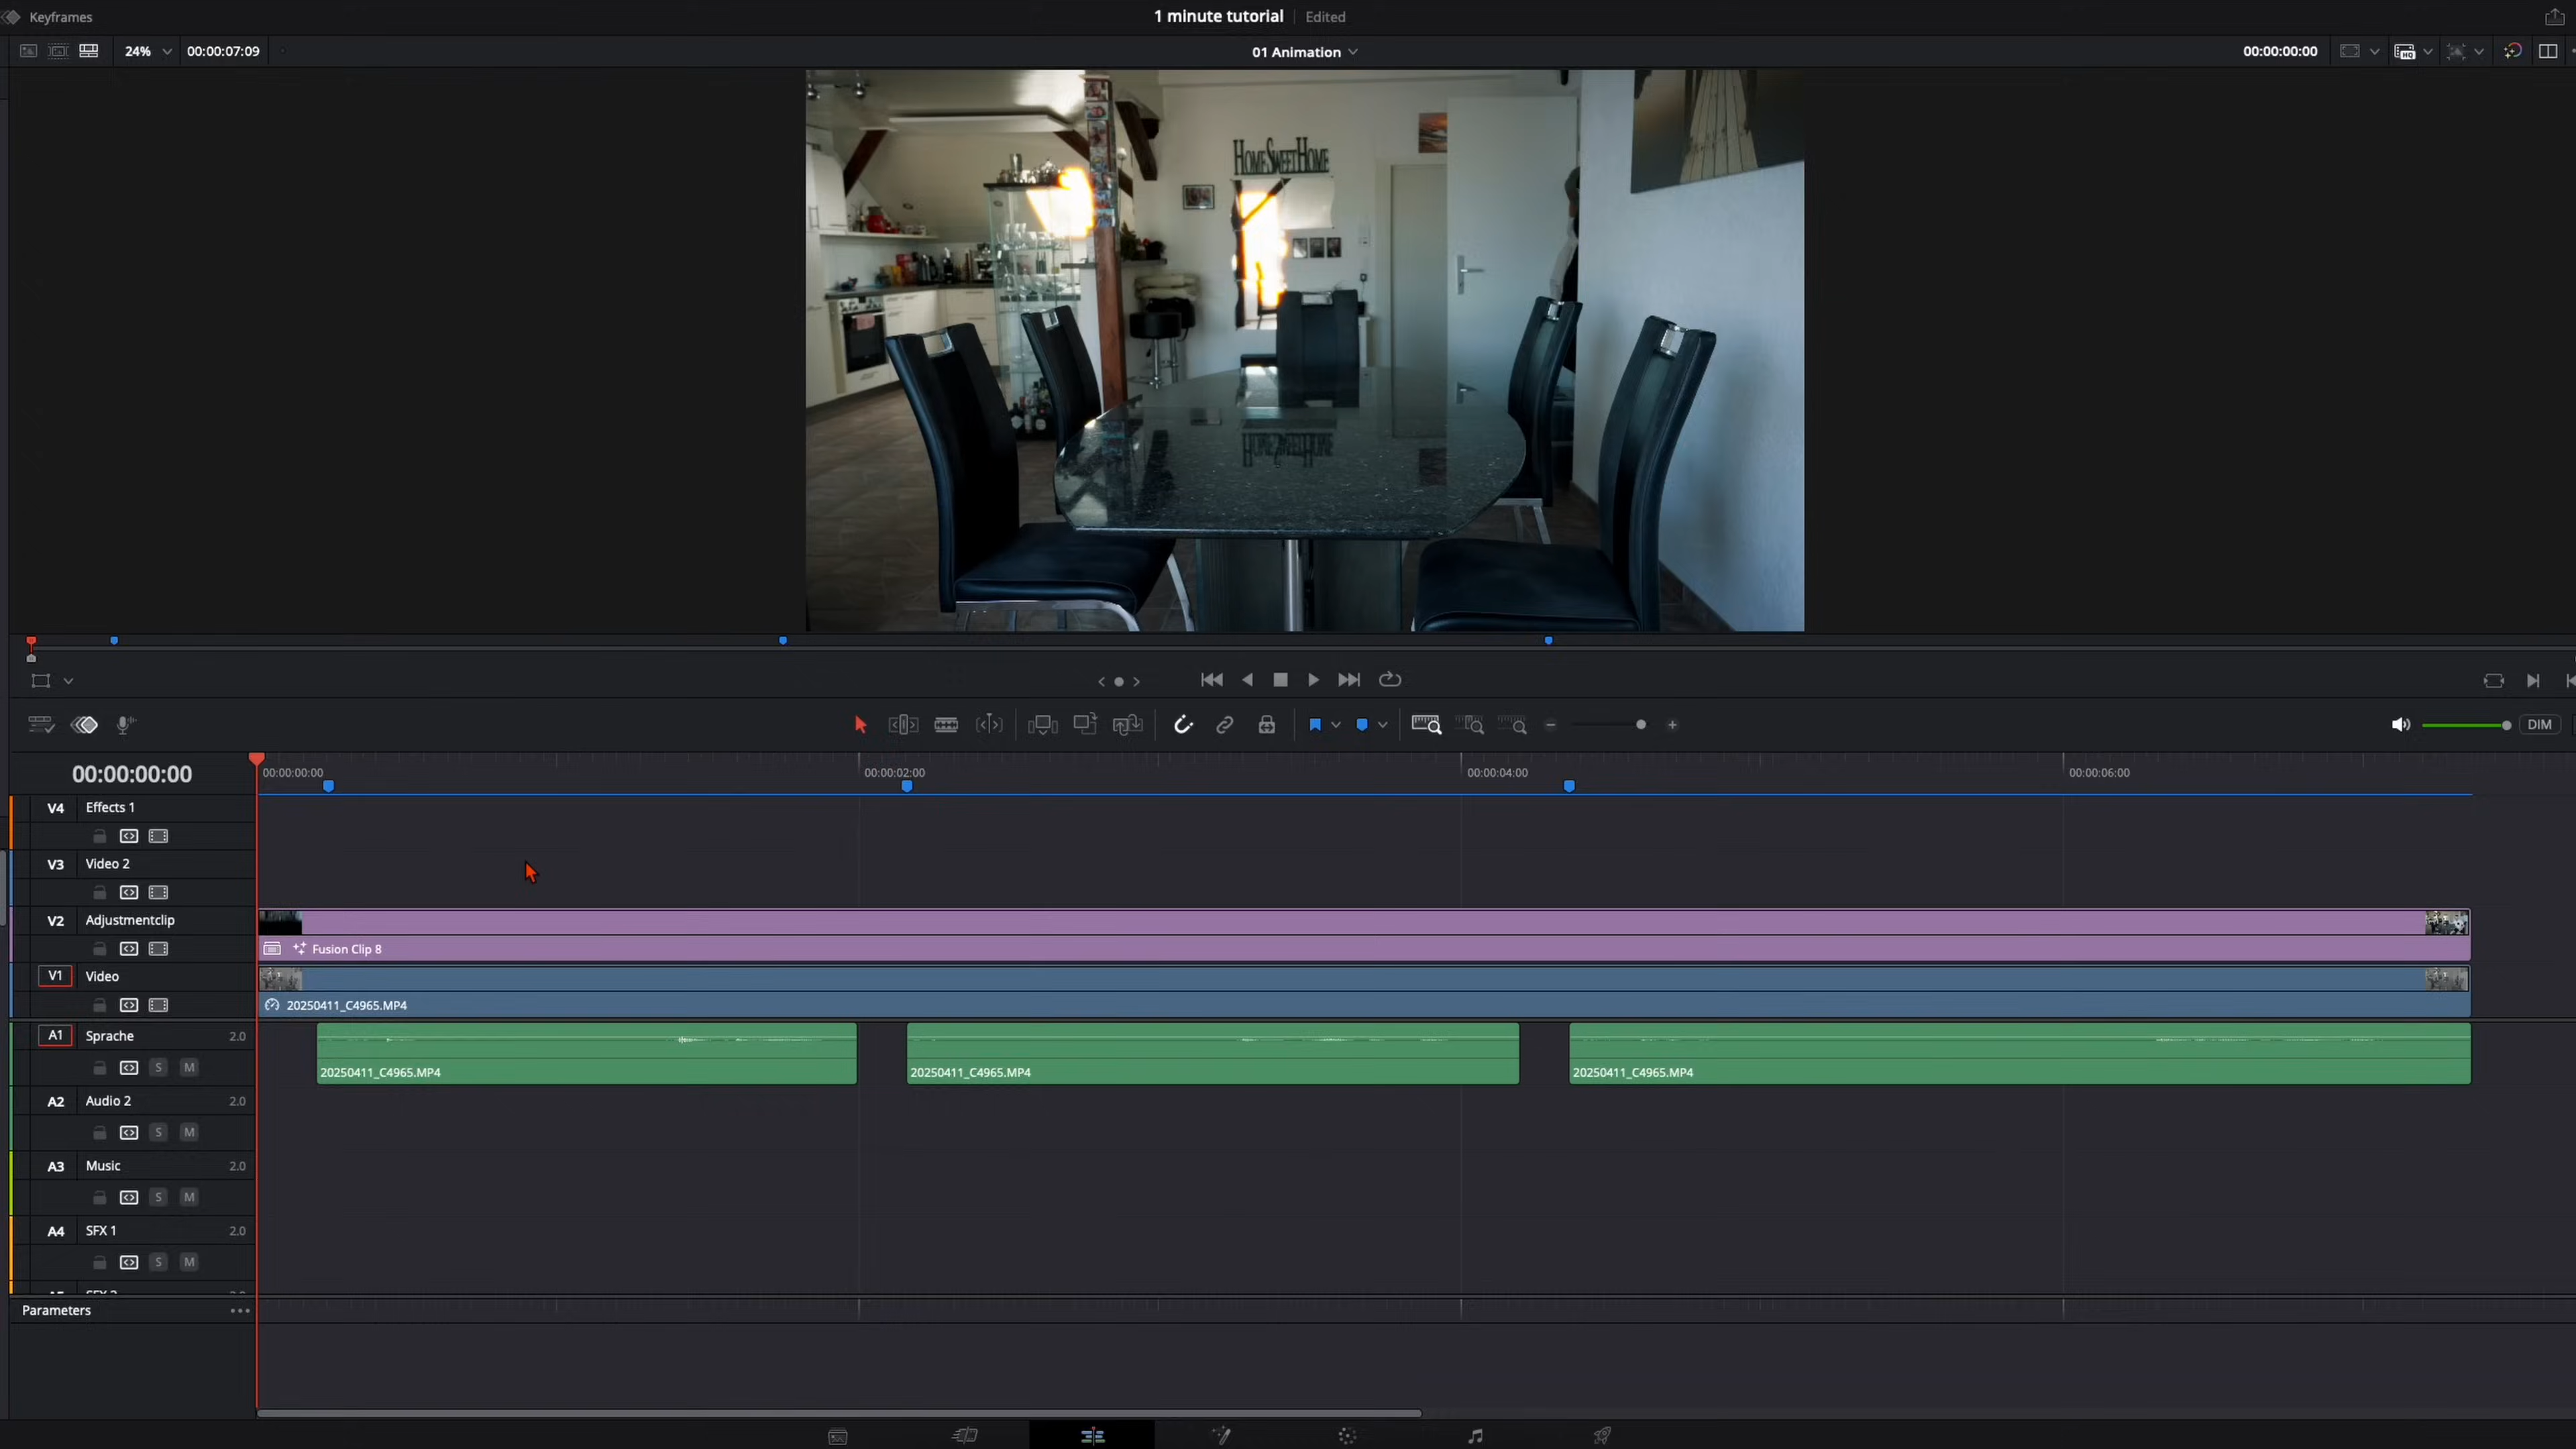 Keyframes
1 minute tutorial
Edited
24%
00:00:07:09
01 Animation
00:00:00:00
HOME SWEET HOME
DIM
00:00:00:00
00:00:00:00
00:00:02:00
00:00:04:00
00:00:06:00
V4 Effects 1
V3 Video 2
V2 Adjustmentclip
Fusion Clip 8
V1 Video
20250411_C4965.MP4
A1 Sprache 2.0
S M
20250411_C4965.MP4
20250411_C4965.MP4
20250411_C4965.MP4
A2 Audio 2 2.0
S M
A3 Music 2.0
S M
A4 SFX 1 2.0
S M
Parameters